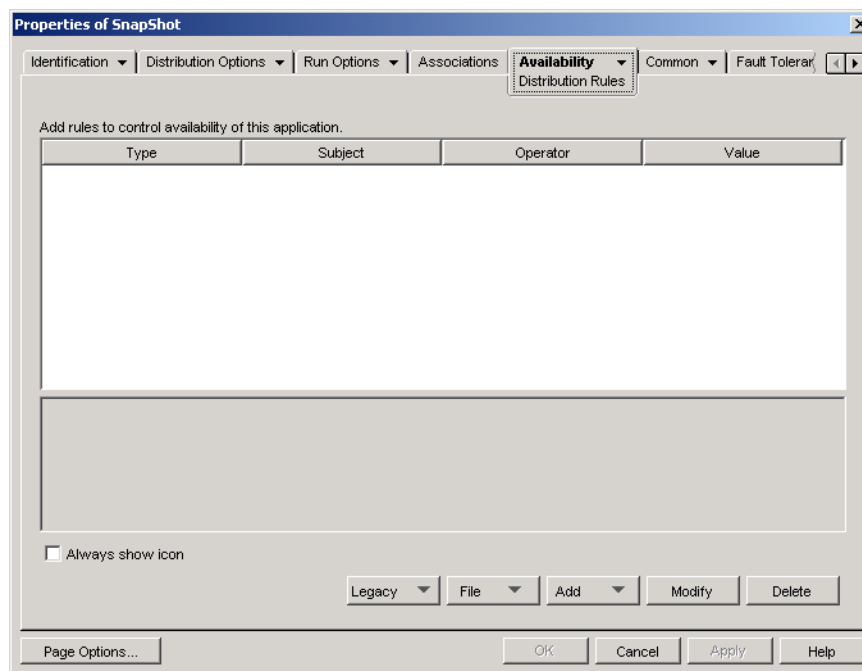 Properties of SnapShot
Identification Distribution Options Run Options Associations Availability Common Fault Toleran
Distribution Rules
Add rules to control availability of this application.
Type Subject Operator Value
Always show icon
Legacy File Add Modify Delete
Page Options... OK Cancel Apply Help